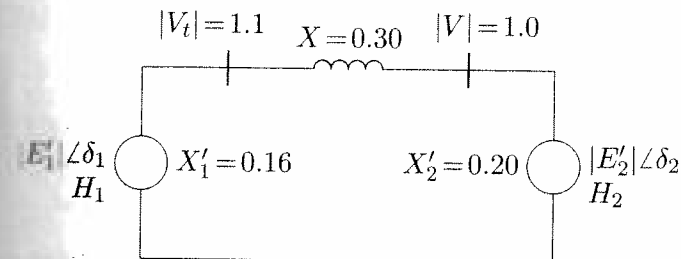 |V_t|=1.1
X=0.30
|V|=1.0
|E'_1|∠δ_1
H_1
X'_1=0.16
X'_2=0.20
|E'_2|∠δ_2
H_2